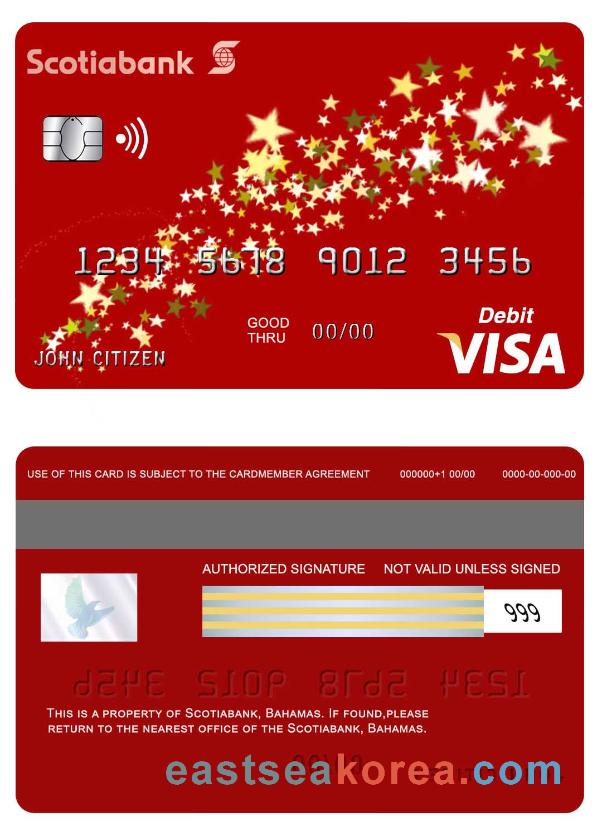 Scotiabank
1234 5678 9012 3456
GOOD THRU 00/00
JOHN CITIZEN
Debit
VISA
USE OF THIS CARD IS SUBJECT TO THE CARDMEMBER AGREEMENT 000000+1 00/00 0000-00-000-00
AUTHORIZED SIGNATURE NOT VALID UNLESS SIGNED
999
THIS IS A PROPERTY OF SCOTIABANK, BAHAMAS. IF FOUND,PLEASE
RETURN TO THE NEAREST OFFICE OF THE SCOTIABANK, BAHAMAS.
eastseakorea.com